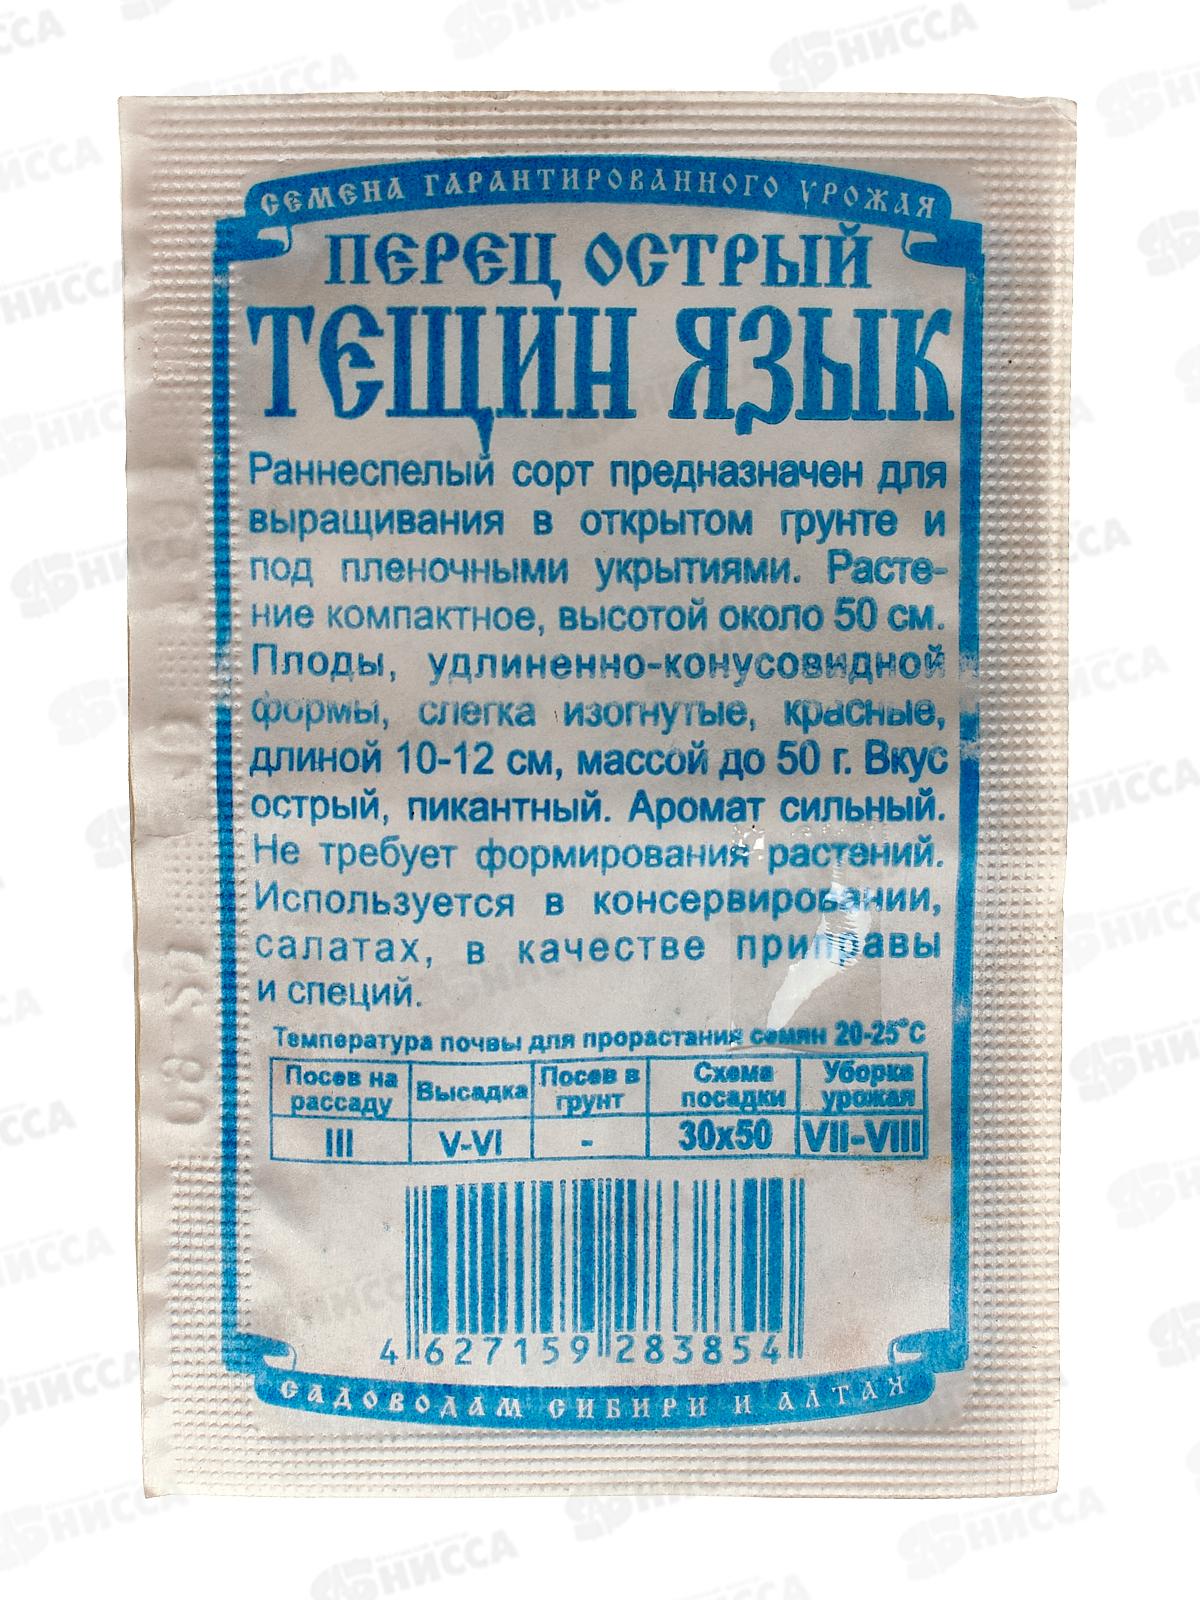 СЕМЕНА ГАРАНТИРОВАННОГО УРОЖАЯ
ПЕРЕЦ ОСТРЫЙ
ТЕЩИН ЯЗЫК
Раннеспелый сорт предназначен для
выращивания в открытом грунте и
под пленочными укрытиями. Расте-
ние компактное, высотой около 50 см.
Плоды, удлиненно-конусовидной
формы, слегка изогнутые, красные,
длиной 10-12 см, массой до 50 г. Вкус
острый, пикантный. Аромат сильный.
Не требует формирования растений.
Используется в консервировании,
салатах, в качестве приправы
и специй.
Температура почвы для прорастания семян 20-25°С
Посев на рассаду Высадка Посев в грунт Схема посадки Уборка урожая
III V-VI - 30х50 VII-VIII
4 627159 283854
САДОВОДАМ СИБИРИ И АЛТАЯ